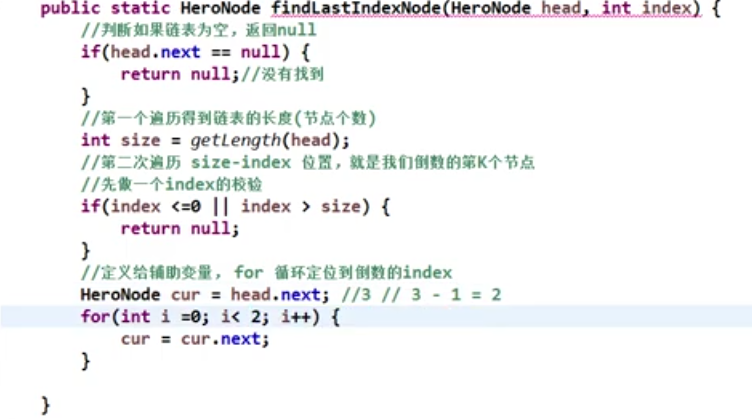 public static HeroNode findLastIndexNode(HeroNode head, int index) {
//判断如果链表为空，返回null
if(head.next == null) {
return null;//没有找到
}
//第一个遍历得到链表的长度(节点个数)
int size = getLength(head);
//第二次遍历 size-index 位置，就是我们倒数的第K个节点
//先做一个index的校验
if(index <=0 || index > size) {
return null;
}
//定义给辅助变量， for 循环定位到倒数的index
HeroNode cur = head.next; //3 // 3 - 1 = 2
for(int i =0; i< 2; i++) {
cur = cur.next;
}
}